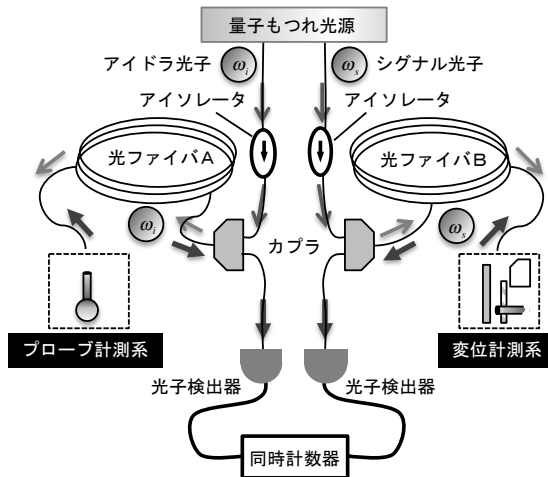 量子もつれ光源
アイドラ光子 ωi
ωs シグナル光子
アイソレータ
アイソレータ
光ファイバA
光ファイバB
ωi
カプラ
ωs
プローブ計測系
変位計測系
光子検出器
光子検出器
同時計数器